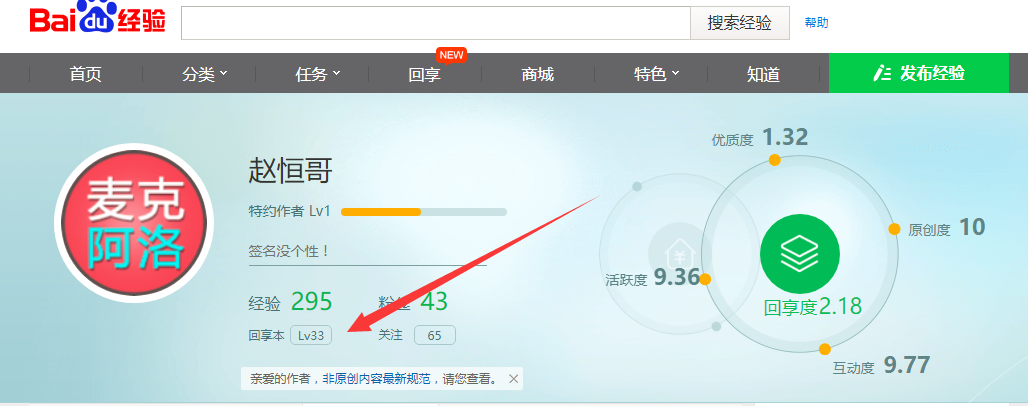 Baidu经验
搜索经验 帮助
首页 分类 任务 回享 NEW 商城 特色 知道 发布经验
麦克
阿洛
赵恒哥
特约作者 Lv1
签名没个性！
经验 295 粉丝 43
回享本 Lv33 关注 65
亲爱的作者，非原创内容最新规范，请您查看。
优质度 1.32
原创度 10
活跃度 9.36
¥
回享度2.18
互动度 9.77